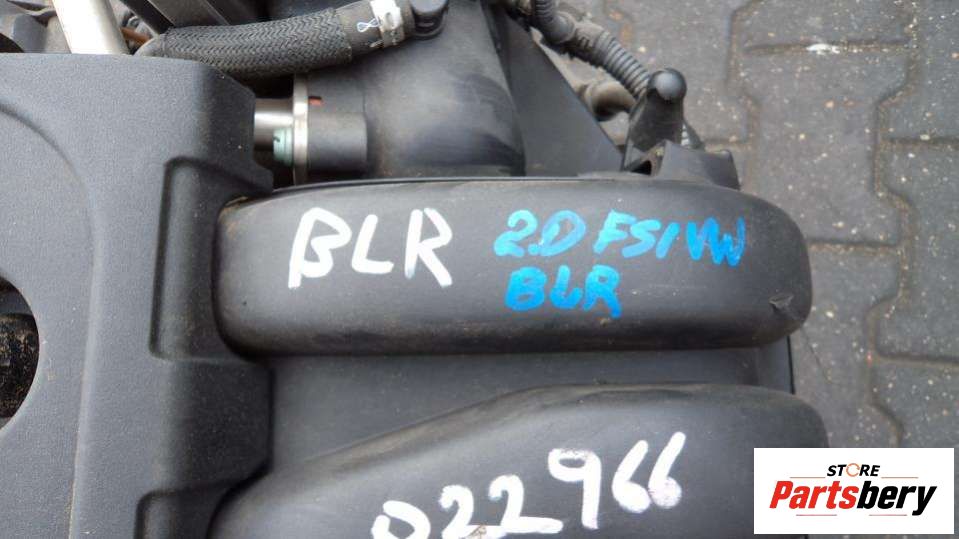 BLR
2.0 FSI VW
BLR
022966
STORE
Partsbery